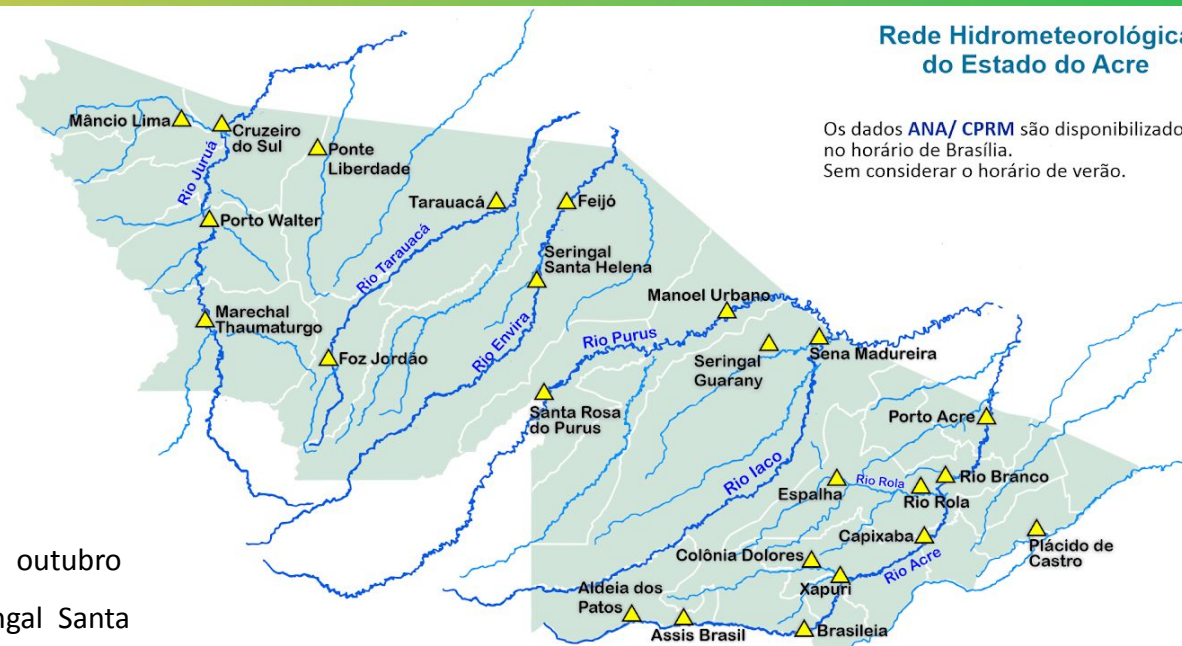 Rede Hidrometeorológica
do Estado do Acre
Os dados ANA/ CPRM são disponibilizado
no horário de Brasília.
Sem considerar o horário de verão.
Mâncio Lima
Cruzeiro
do Sul
Ponte
Liberdade
Rio Juruá
Porto Walter
Tarauacá
Feijó
Rio Tarauacá
Seringal
Santa Helena
Marechal
Thaumaturgo
Foz Jordão
Rio Envira
Manoel Urbano
Rio Purus
Seringal
Guarany
Sena Madureira
Santa Rosa
do Purus
Porto Acre
Rio Iaco
Espalha
Rio Rola
Rio Rola
Rio Branco
Capixaba
Plácido de
Castro
Colônia Dolores
Rio Acre
Xapuri
Aldeia dos
Patos
Assis Brasil
Brasileia
outubro
ngal Santa